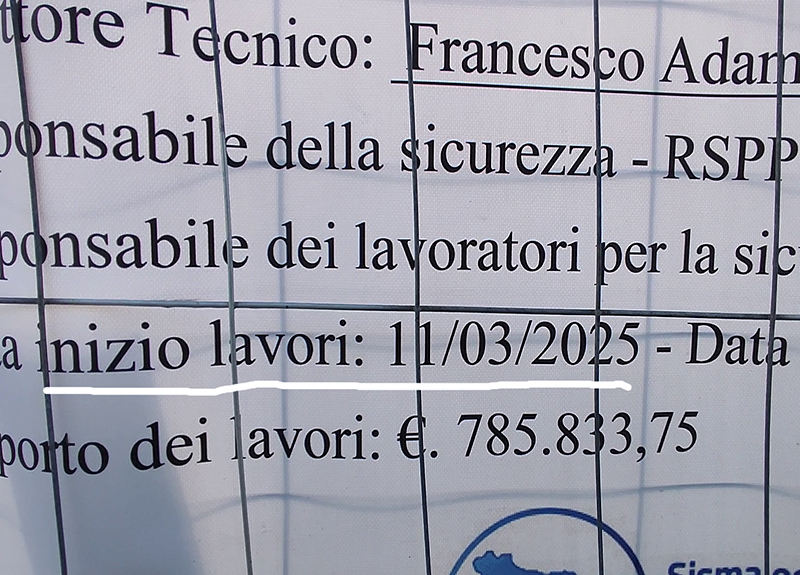 ttore Tecnico: Francesco Adam
ponsabile della sicurezza - RSPP
ponsabile dei lavoratori per la sic
a inizio lavori: 11/03/2025 - Data
porto dei lavori: €. 785.833,75